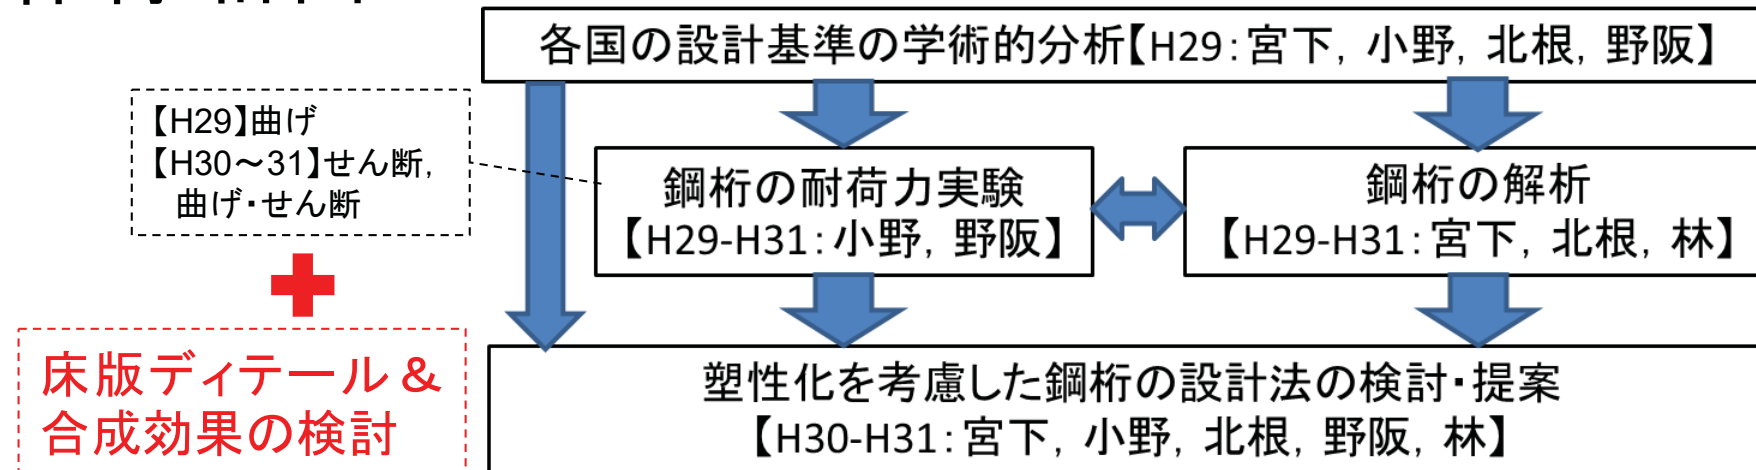 各国の設計基準の学術的分析【H29：宮下，小野，北根，野阪】
【H29】曲げ
【H30～31】せん断，
曲げ・せん断
鋼桁の耐荷力実験
【H29-H31：小野，野阪】
鋼桁の解析
【H29-H31：宮下，北根，林】
床版ディテール＆
合成効果の検討
塑性化を考慮した鋼桁の設計法の検討・提案
【H30-H31：宮下，小野，北根，野阪，林】